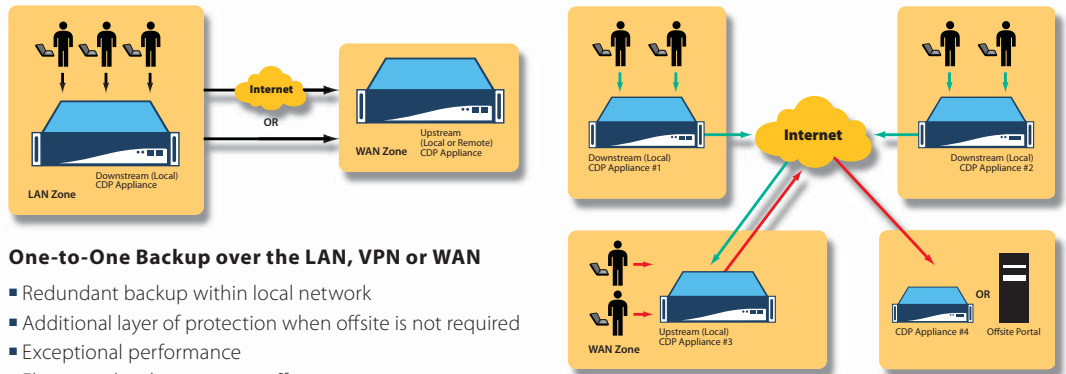 Internet
OR
Upstream
(Local or Remote)
CDP Appliance
WAN Zone
Downstream (Local)
CDP Appliance
LAN Zone
One-to-One Backup over the LAN, VPN or WAN
▪ Redundant backup within local network
▪ Additional layer of protection when offsite is not required
▪ Exceptional performance
Internet
Downstream (Local)
CDP Appliance #1
Downstream (Local)
CDP Appliance #2
Upstream (Local)
CDP Appliance #3
WAN Zone
CDP Appliance #4
OR
Offsite Portal